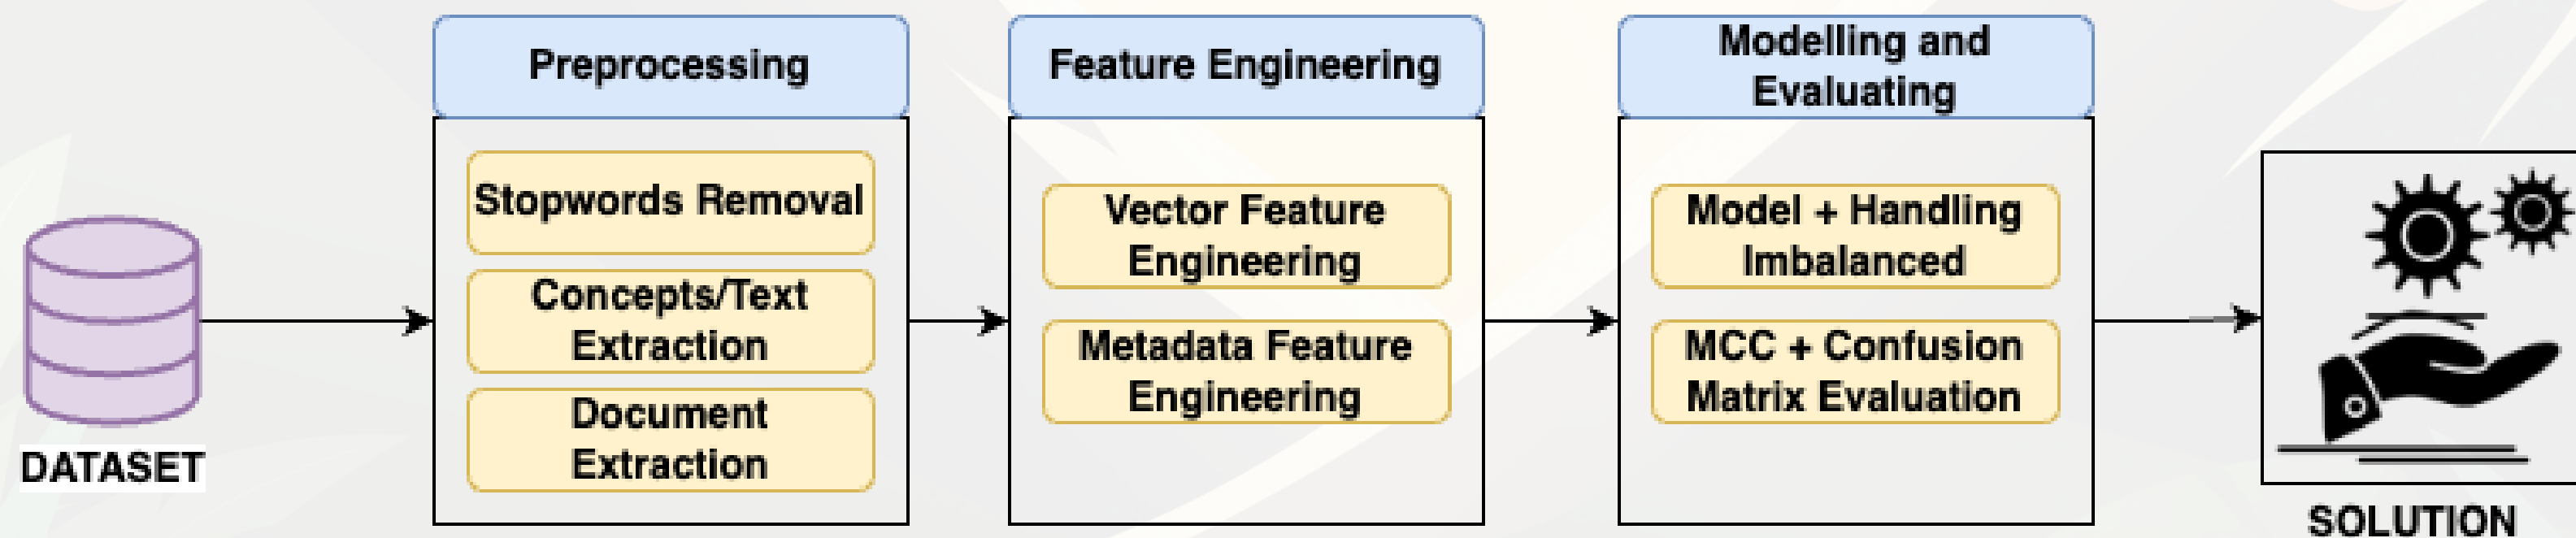 DATASET
Preprocessing
Stopwords Removal
Concepts/Text
Extraction
Document
Extraction
Feature Engineering
Vector Feature
Engineering
Metadata Feature
Engineering
Modelling and
Evaluating
Model + Handling
Imbalanced
MCC + Confusion
Matrix Evaluation
SOLUTION